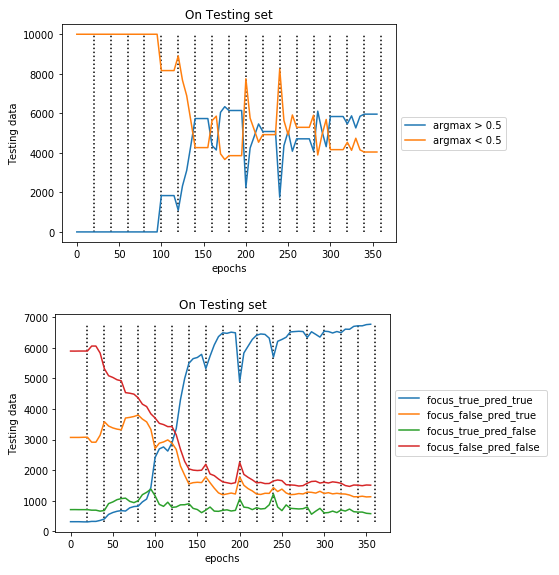 On Testing set
10000
8000
6000
4000
2000
0
Testing data
0 50 100 150 200 250 300 350
epochs
argmax > 0.5
argmax < 0.5
On Testing set
7000
6000
5000
4000
3000
2000
1000
0
Testing data
0 50 100 150 200 250 300 350
epochs
focus_true_pred_true
focus_false_pred_true
focus_true_pred_false
focus_false_pred_false